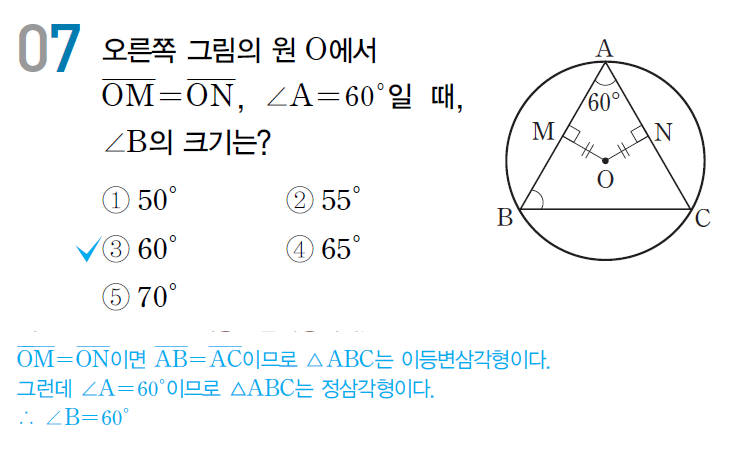 07 오른쪽 그림의 원 O에서
OM=ON, ∠A=60°일 때,
∠B의 크기는?
① 50° ② 55°
③ 60° ④ 65°
⑤ 70°
A
60°
M
N
O
B
C
OM=ON이면 AB=AC이므로 △ABC는 이등변삼각형이다.
그런데 ∠A=60°이므로 △ABC는 정삼각형이다.
∴ ∠B=60°